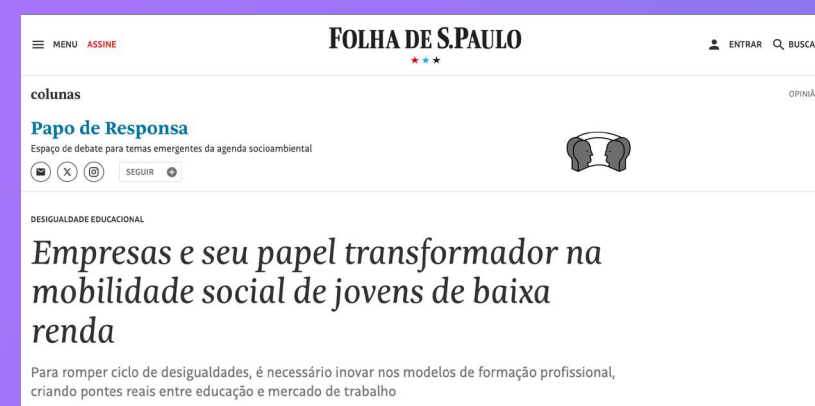 MENU ASSINE
FOLHA DE S.PAULO
ENTRAR BUSCA
colunas
OPINIÃ
Papo de Responsa
Espaço de debate para temas emergentes da agenda socioambiental
SEGUIR
DESIGUALDADE EDUCACIONAL
Empresas e seu papel transformador na
mobilidade social de jovens de baixa
renda
Para romper ciclo de desigualdades, é necessário inovar nos modelos de formação profissional,
criando pontes reais entre educação e mercado de trabalho